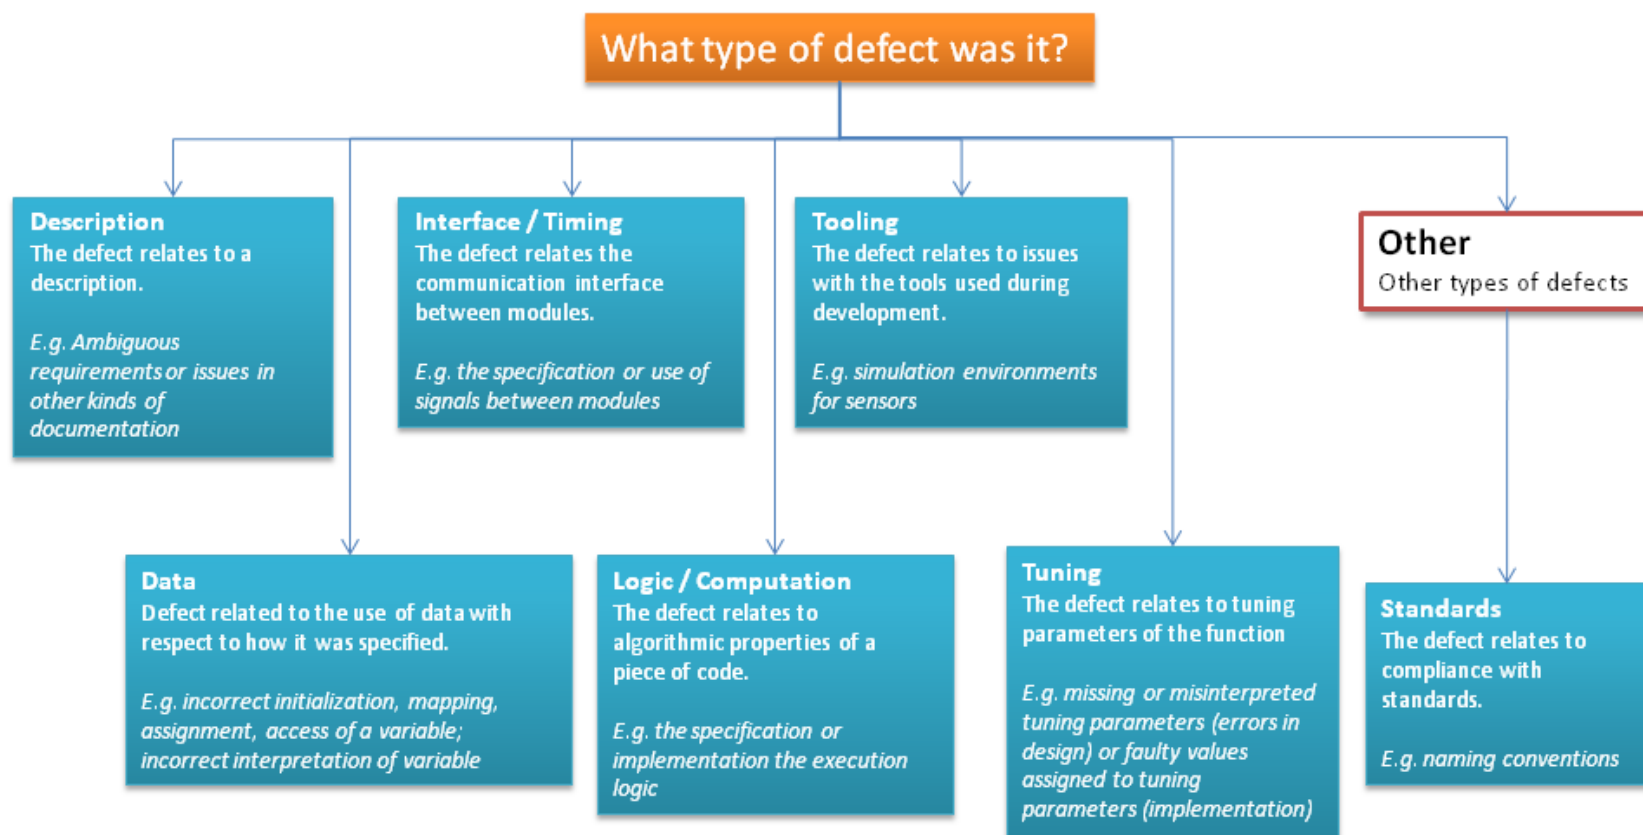 What type of defect was it?
Description
The defect relates to a
description.
E.g. Ambiguous
requirements or issues in
other kinds of
documentation
Interface / Timing
The defect relates the
communication interface
between modules.
E.g. the specification or use of
signals between modules
Tooling
The defect relates to issues
with the tools used during
development.
E.g. simulation environments
for sensors
Other
Other types of defects
Data
Defect related to the use of data with
respect to how it was specified.
E.g. incorrect initialization, mapping,
assignment, access of a variable;
incorrect interpretation of variable
Logic / Computation
The defect relates to
algorithmic properties of a
piece of code.
E.g. the specification or
implementation the execution
logic
Tuning
The defect relates to tuning
parameters of the function
E.g. missing or misinterpreted
tuning parameters (errors in
design) or faulty values
assigned to tuning
parameters (implementation)
Standards
The defect relates to
compliance with
standards.
E.g. naming conventions